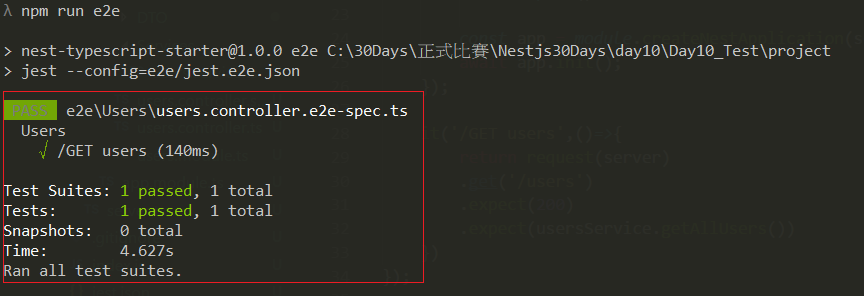 λ npm run e2e
> nest-typescript-starter@1.0.0 e2e C:\30Days\正式比賽\Nestjs30Days\day10\Day10_Test\project
> jest --config=e2e/jest.e2e.json
PASS e2e\Users\users.controller.e2e-spec.ts
Users
√ /GET users (140ms)
Test Suites: 1 passed, 1 total
Tests: 1 passed, 1 total
Snapshots: 0 total
Time: 4.627s
Ran all test suites.